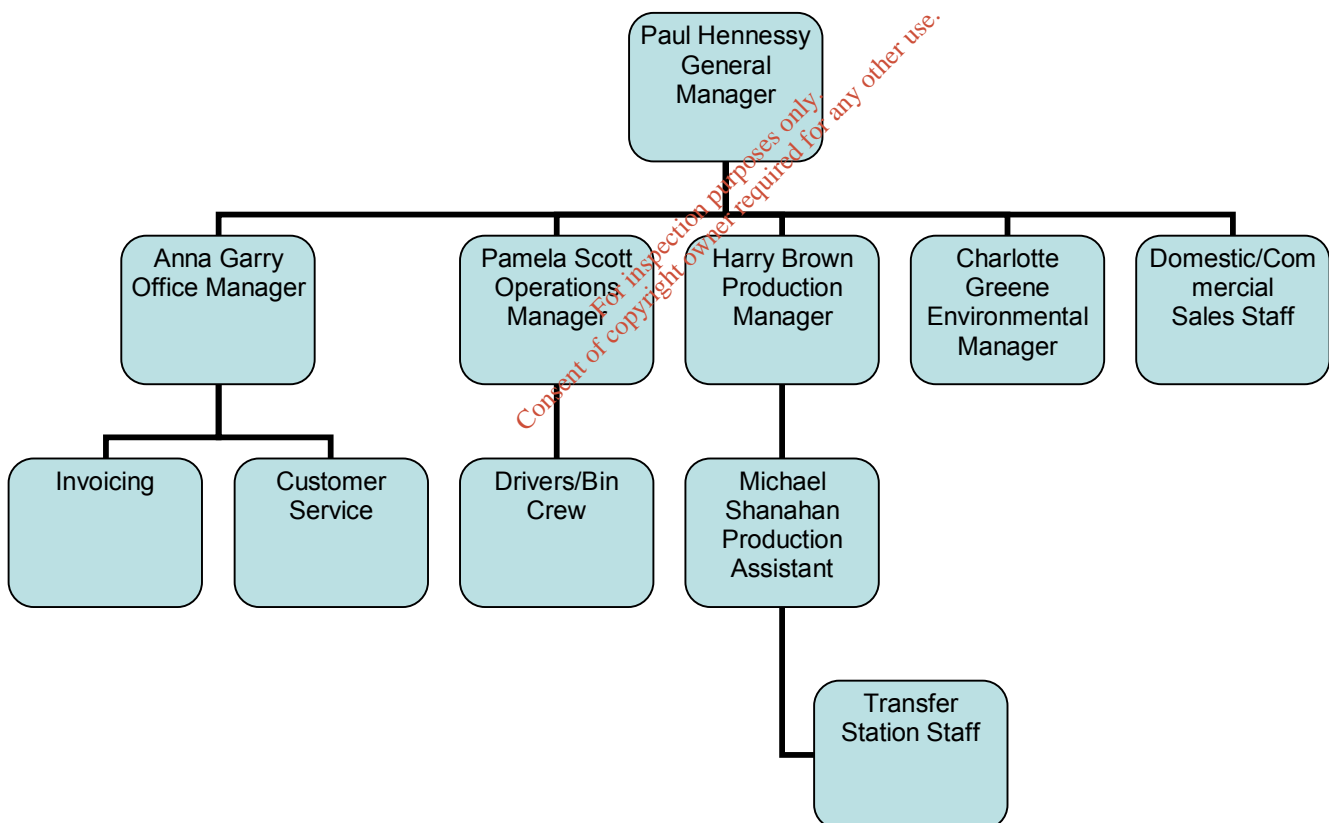 Paul Hennessy
General
Manager
For inspection purposes only.
Consent of copyright owner required for any other use.
Anna Garry
Office Manager
Pamela Scott
Operations
Manager
Harry Brown
Production
Manager
Charlotte
Greene
Environmental
Manager
Domestic/Com
mercial
Sales Staff
Invoicing
Customer
Service
Drivers/Bin
Crew
Michael
Shanahan
Production
Assistant
Transfer
Station Staff